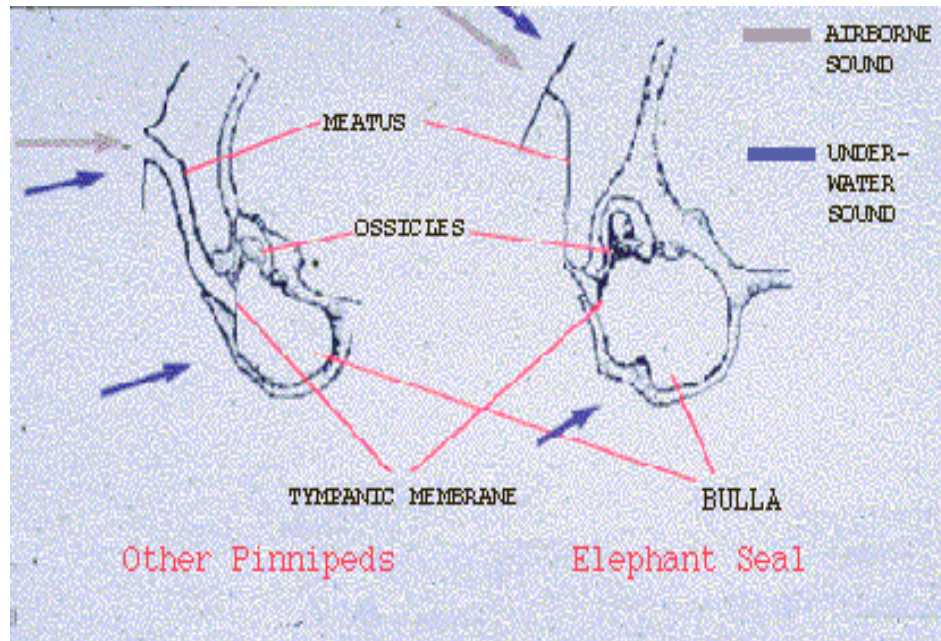 AIRBORNE
SOUND
MEATUS
UNDER-
WATER
SOUND
OSSICLES
TYMPANIC MEMBRANE
BULLA
Other Pinnipeds
Elephant Seal